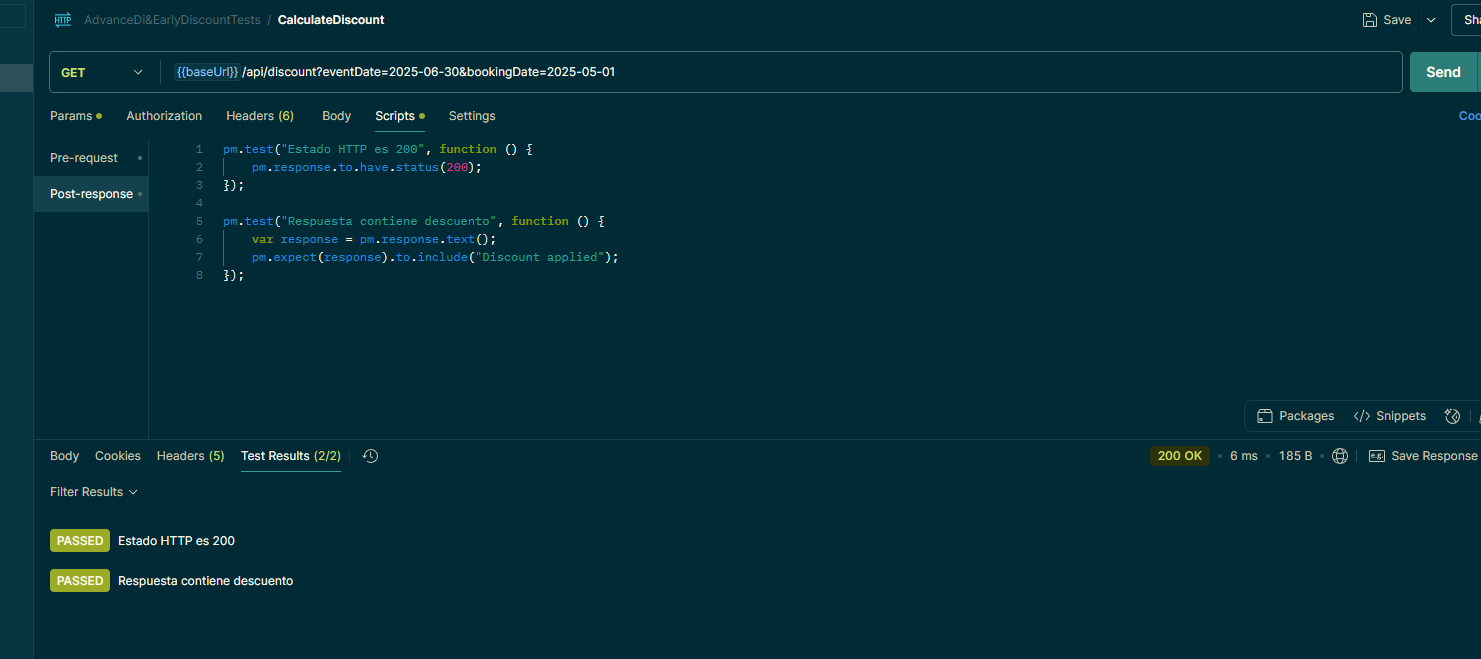 HTTP AdvanceDi&EarlyDiscountTests / CalculateDiscount Save Sha
GET {{baseUrl}} /api/discount?eventDate=2025-06-30&bookingDate=2025-05-01 Send
Params Authorization Headers (6) Body Scripts Settings Coo
Pre-request
Post-response
1 pm.test("Estado HTTP es 200", function () {
2 pm.response.to.have.status(200);
3 });
4
5 pm.test("Respuesta contiene descuento", function () {
6 var response = pm.response.text();
7 pm.expect(response).to.include("Discount applied");
8 });
Packages </> Snippets
Body Cookies Headers (5) Test Results (2/2) 200 OK • 6 ms • 185 B • e.g. Save Response
Filter Results
PASSED Estado HTTP es 200
PASSED Respuesta contiene descuento